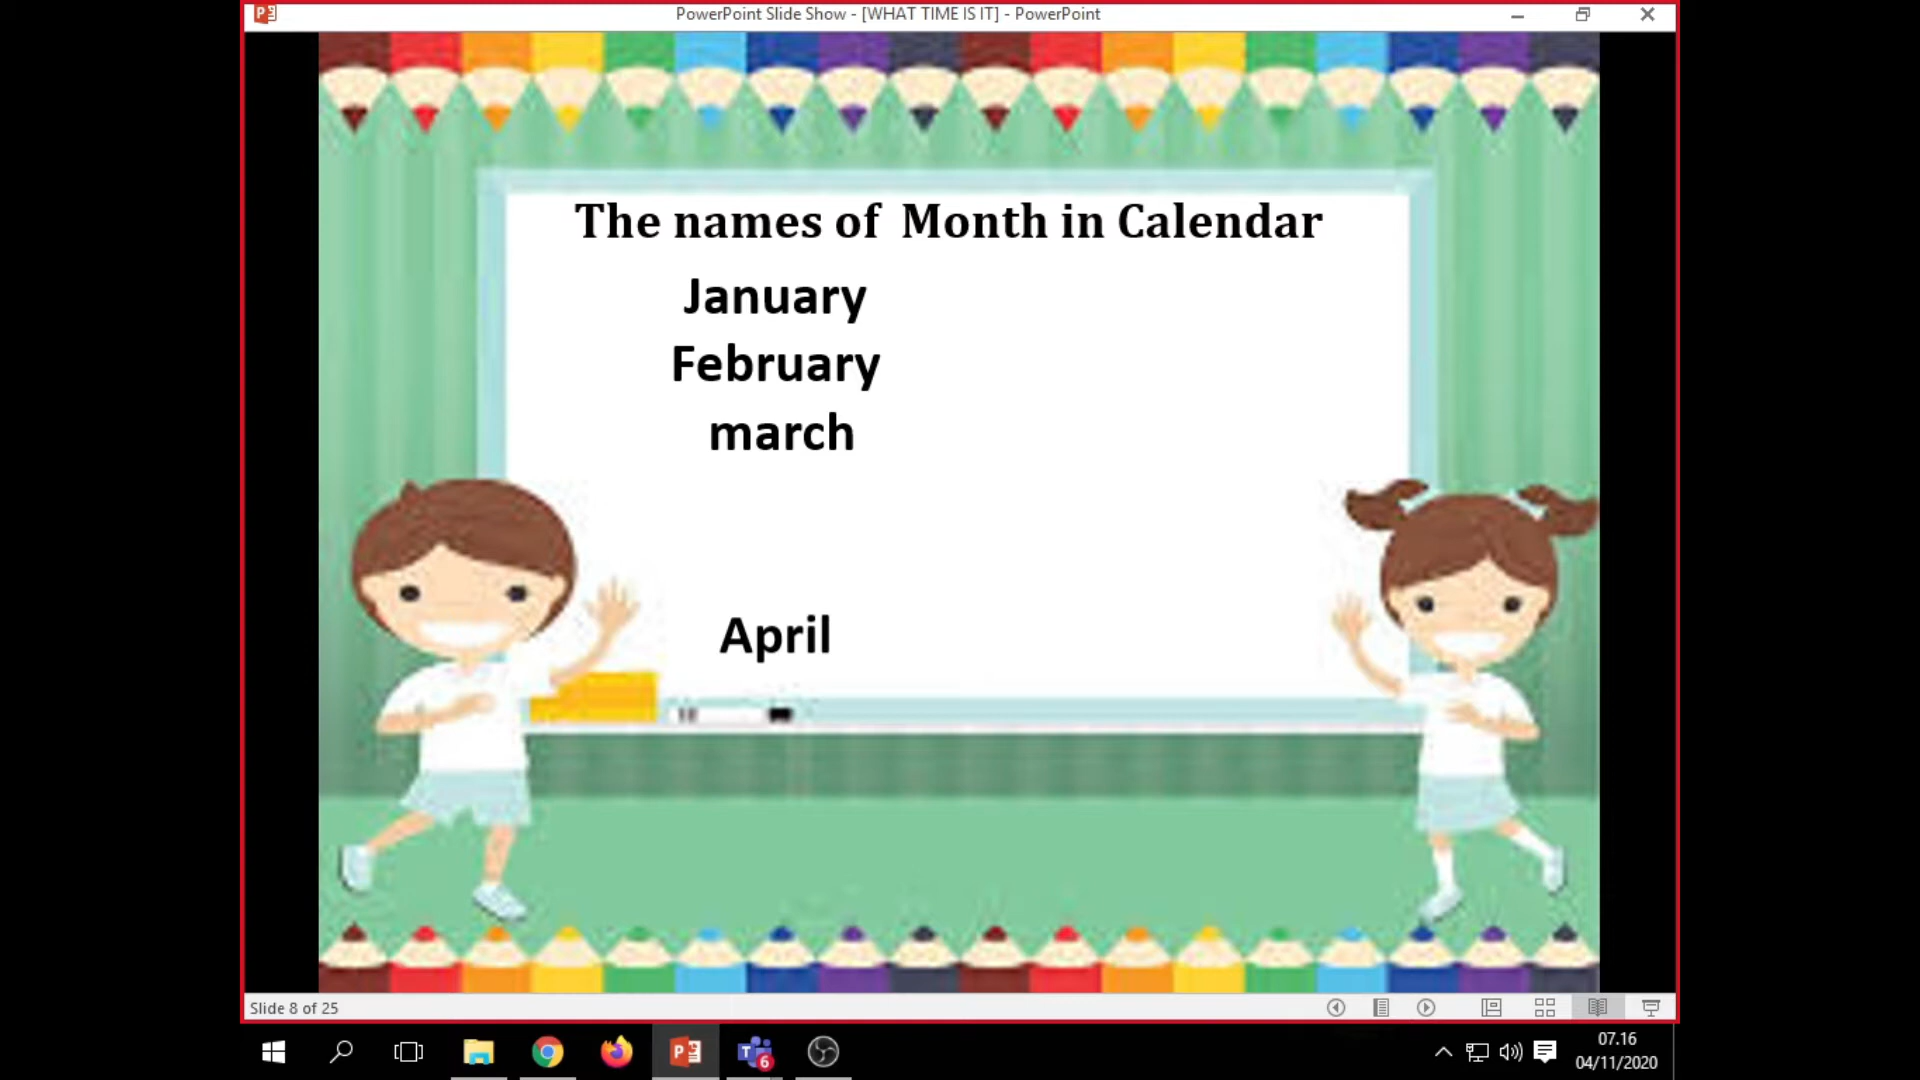 PowerPoint Slide Show - [WHAT TIME IS IT] - PowerPoint
The names of Month in Calendar
January
February
march
April
Slide 8 of 25
6
07.16
04/11/2020